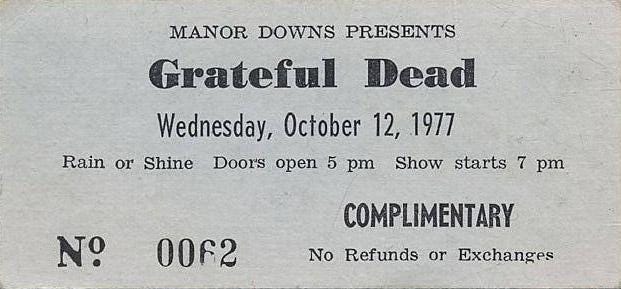 MANOR DOWNS PRESENTS
Grateful Dead
Wednesday, October 12, 1977
Rain or Shine Doors open 5 pm Show starts 7 pm
COMPLIMENTARY
Nº 0062
No Refunds or Exchanges